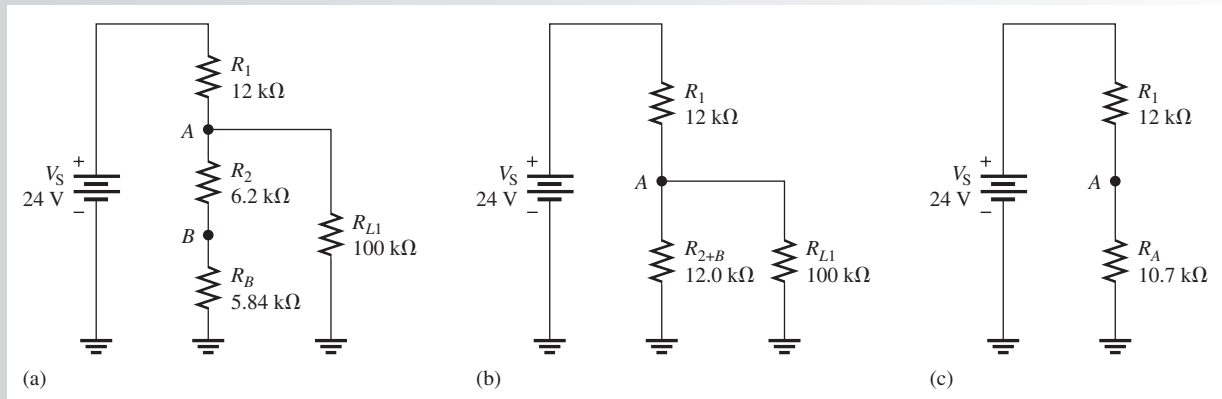 R1
12 kΩ
A
R2
6.2 kΩ
B
RB
5.84 kΩ
RL1
100 kΩ
+
VS
24 V
−
(a)
R1
12 kΩ
+
VS
24 V
−
A
R2+B
12.0 kΩ
RL1
100 kΩ
(b)
R1
12 kΩ
+
VS
24 V
−
A
RA
10.7 kΩ
(c)